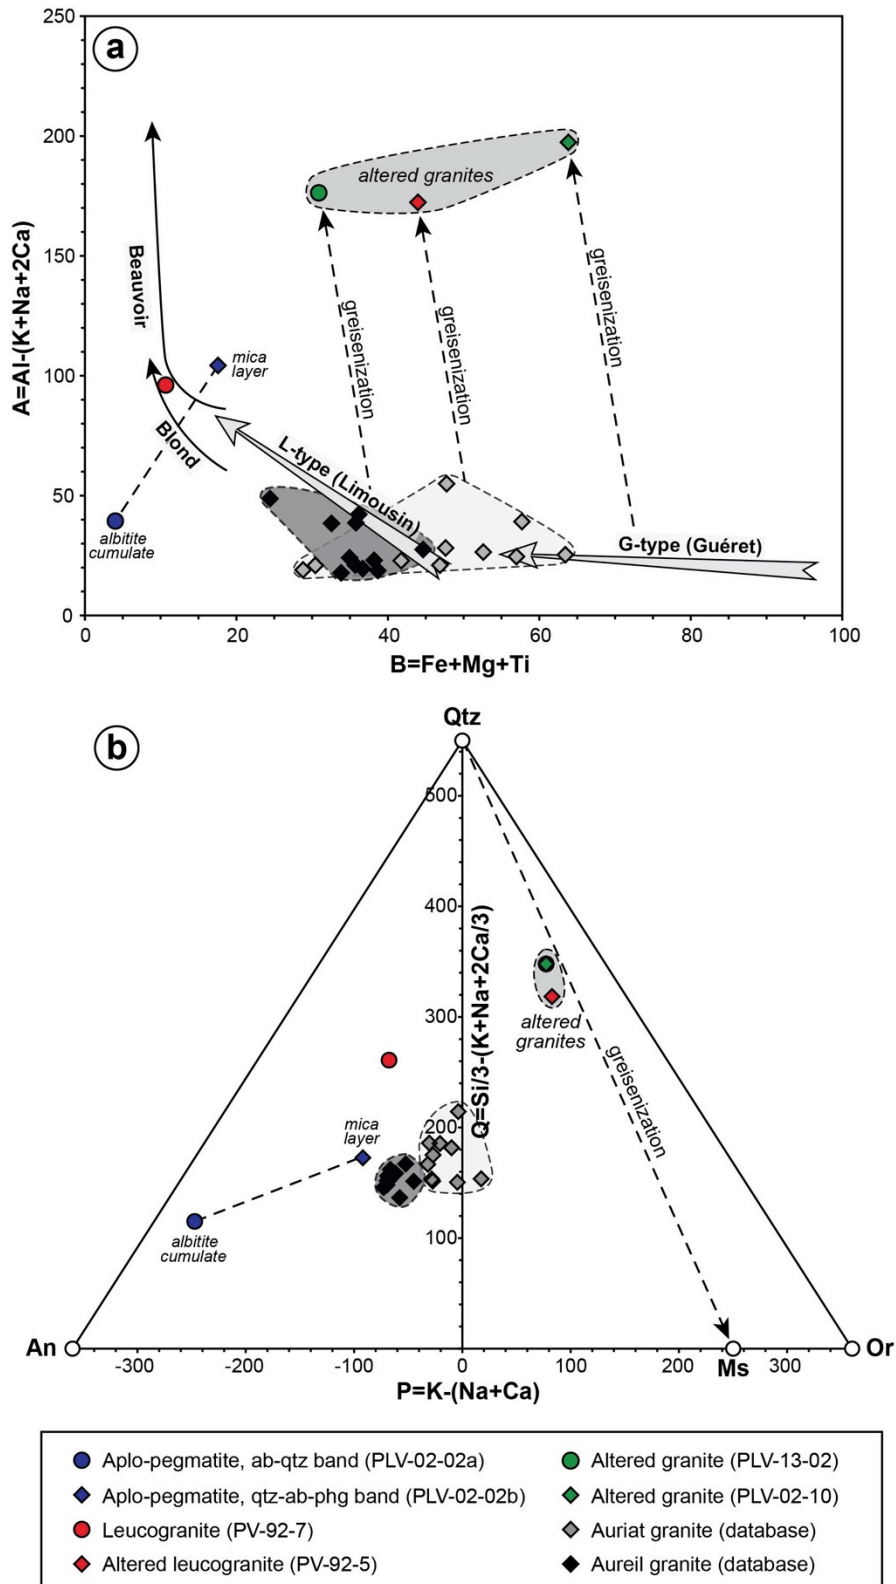 a
250
200
150
100
50
0
A=Al-(K+Na+2Ca)
0 20 40 60 80 100
B=Fe+Mg+Ti
altered granites
Beauvoir
greisenization
greisenization
greisenization
mica
layer
Blond
L-type (Limousin)
albitite
cumulate
G-type (Guéret)
b
Qtz
500
400
300
200
100
Q=Si/3-(K+Na+2Ca/3)
altered
granites
greisenization
mica
layer
albitite
cumulate
An
Or
Ms
-300 -200 -100 0 100 200 300
P=K-(Na+Ca)
Aplo-pegmatite, ab-qtz band (PLV-02-02a)
Aplo-pegmatite, qtz-ab-phg band (PLV-02-02b)
Leucogranite (PV-92-7)
Altered leucogranite (PV-92-5)
Altered granite (PLV-13-02)
Altered granite (PLV-02-10)
Auriat granite (database)
Aureil granite (database)